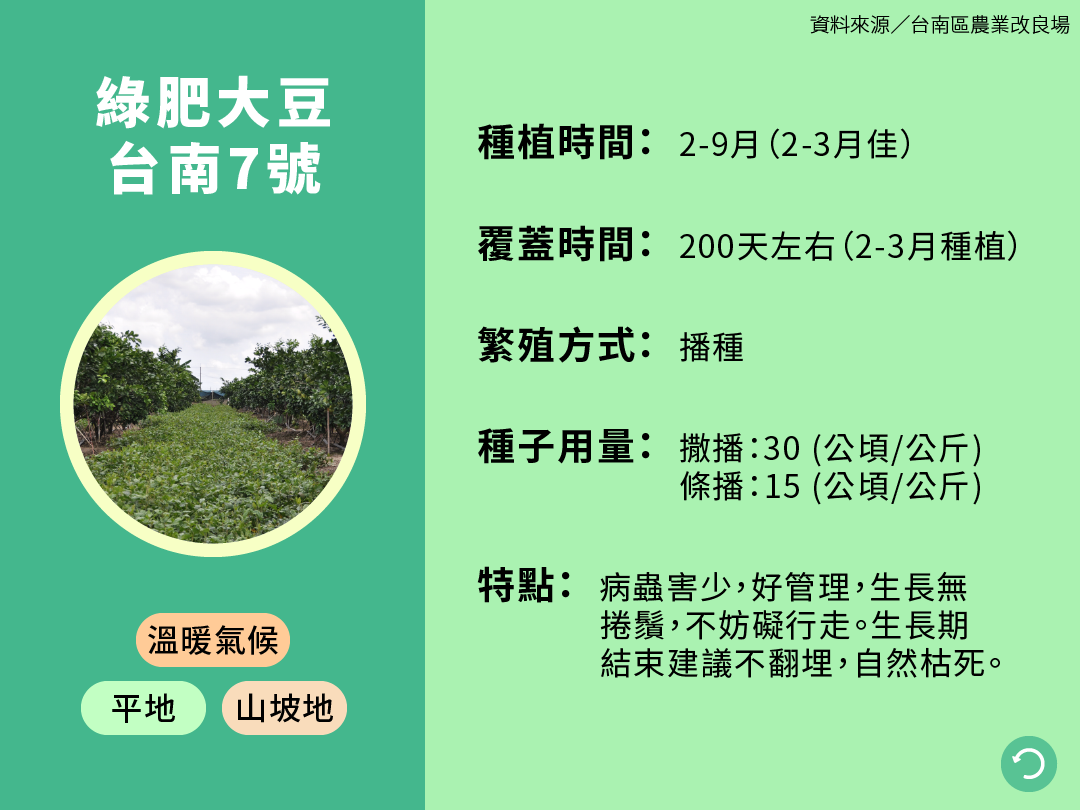 資料來源／台南區農業改良場
綠肥大豆
台南7號
溫暖氣候
平地 山坡地
種植時間： 2-9月（2-3月佳）
覆蓋時間： 200天左右（2-3月種植）
繁殖方式： 播種
種子用量： 撒播：30 (公頃/公斤)
條播：15 (公頃/公斤)
特點： 病蟲害少，好管理，生長無
捲鬚，不妨礙行走。生長期
結束建議不翻埋，自然枯死。